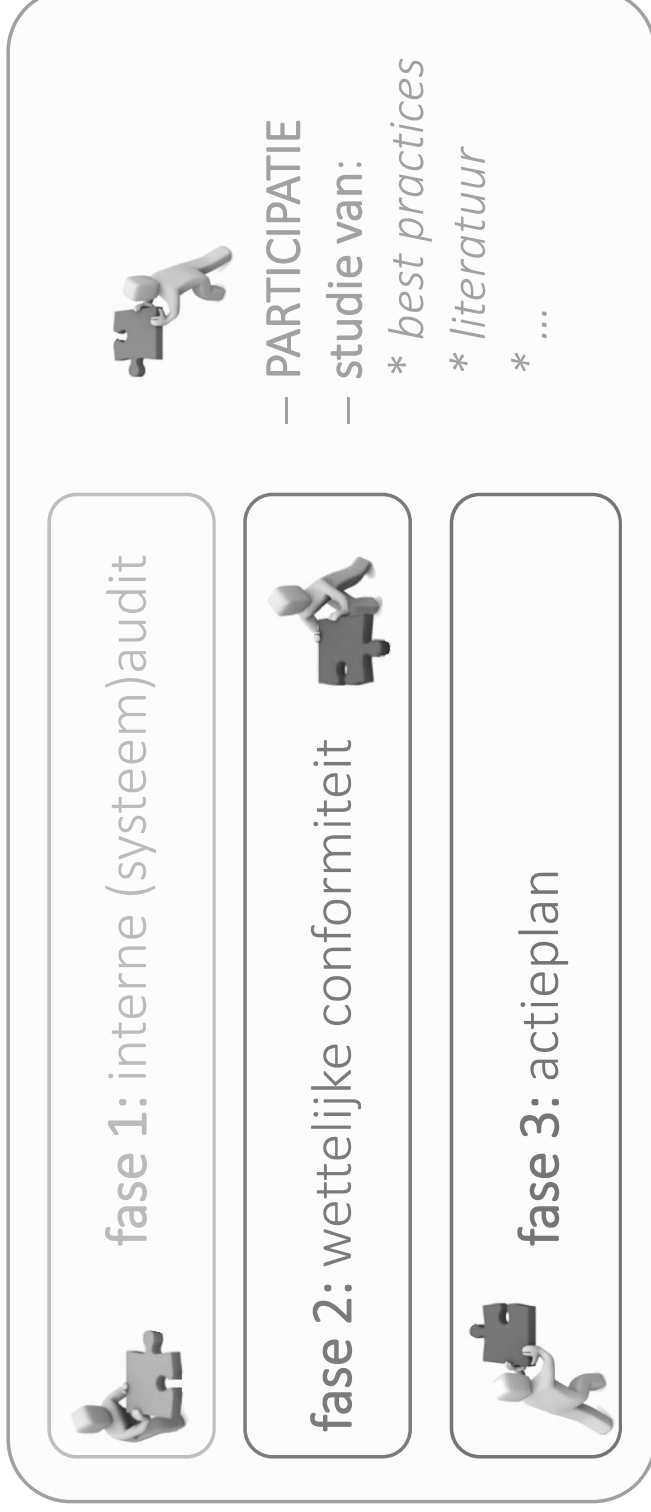 fase 1: interne (systeem)audit
fase 2: wettelijke conformiteit
fase 3: actieplan
– PARTICIPATIE
– studie van:
* best practices
* literatuur
* ...